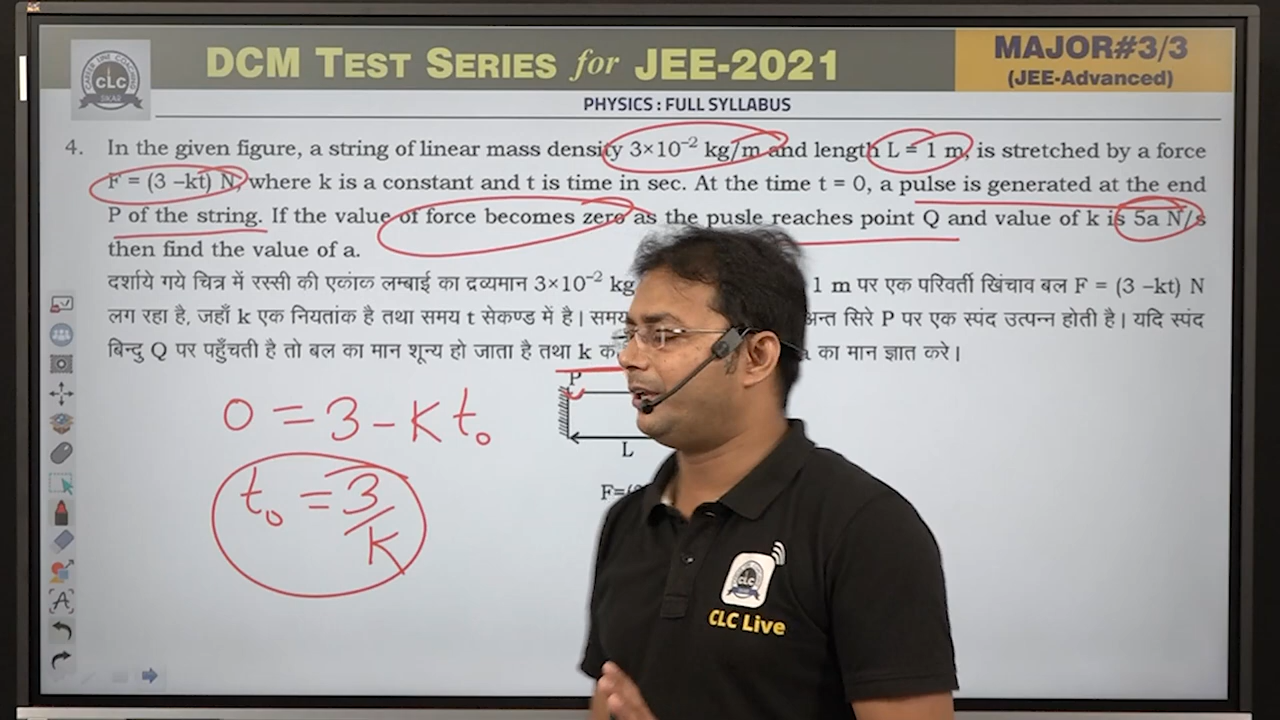 DCM TEST SERIES for JEE-2021
MAJOR#3/3
(JEE-Advanced)
CLC
SIKAR
PHYSICS : FULL SYLLABUS
4. In the given figure, a string of linear mass density 3×10⁻² kg/m and length L = 1 m, is stretched by a force
F = (3 –kt) N, where k is a constant and t is time in sec. At the time t = 0, a pulse is generated at the end
P of the string. If the value of force becomes zero as the pusle reaches point Q and value of k is 5a N/s
then find the value of a.
दर्शाये गये चित्र में रस्सी की एकांक लम्बाई का द्रव्यमान 3×10⁻² kg 1 m पर एक परिवर्ती खिंचाव बल F = (3 –kt) N
लग रहा है, जहाँ k एक नियतांक है तथा समय t सेकण्ड में है। समय अन्त सिरे P पर एक स्पंद उत्पन्न होती है। यदि स्पंद
बिन्दु Q पर पहुँचती है तो बल का मान शून्य हो जाता है तथा k का मान ज्ञात करे।
P
0 = 3 - Kt₀
L
t₀ = 3/K
F=(
CLC
CLC Live